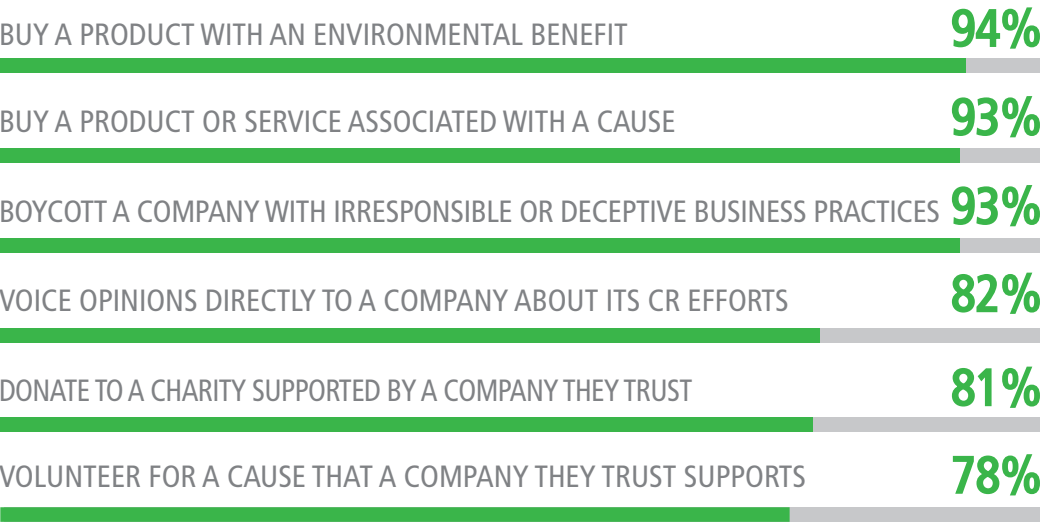 BUY A PRODUCT WITH AN ENVIRONMENTAL BENEFIT 94%
BUY A PRODUCT OR SERVICE ASSOCIATED WITH A CAUSE 93%
BOYCOTT A COMPANY WITH IRRESPONSIBLE OR DECEPTIVE BUSINESS PRACTICES 93%
VOICE OPINIONS DIRECTLY TO A COMPANY ABOUT ITS CR EFFORTS 82%
DONATE TO A CHARITY SUPPORTED BY A COMPANY THEY TRUST 81%
VOLUNTEER FOR A CAUSE THAT A COMPANY THEY TRUST SUPPORTS 78%